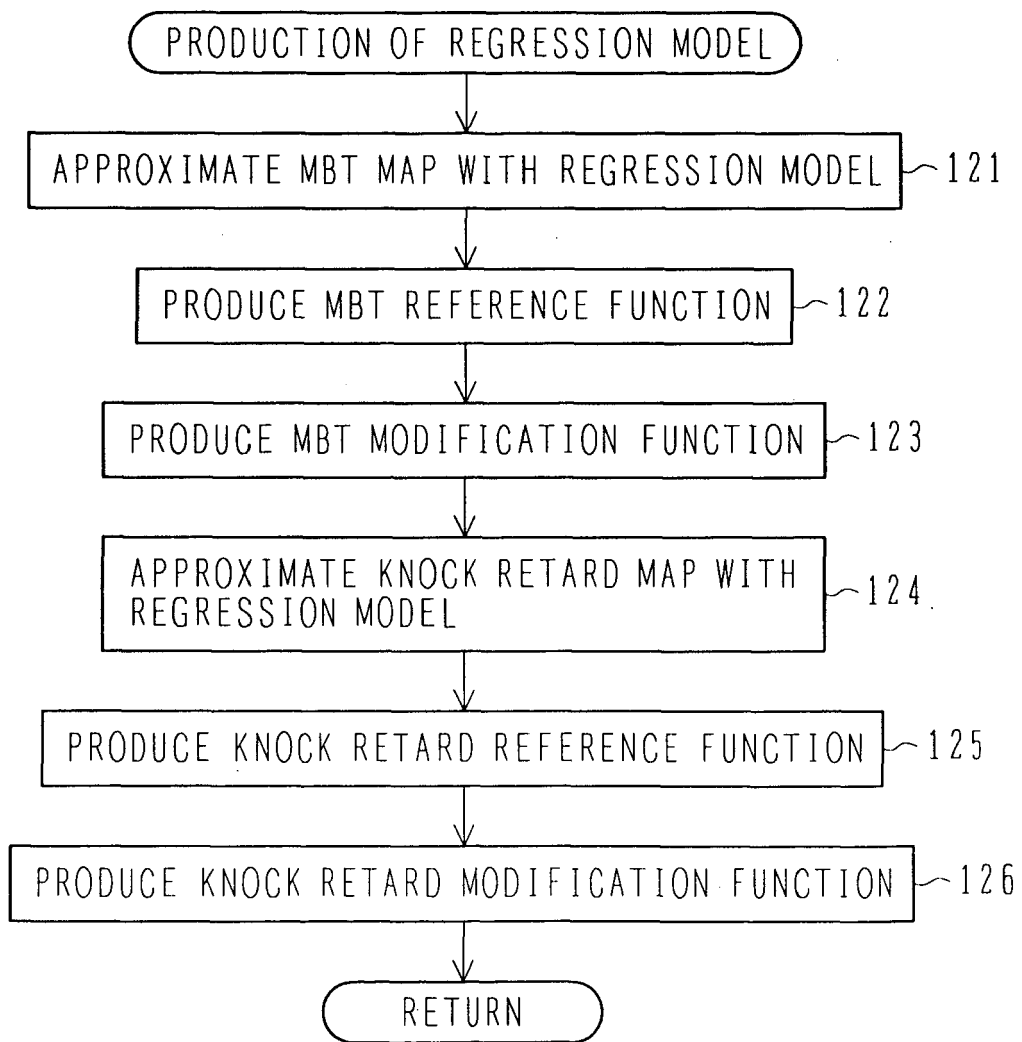 PRODUCTION OF REGRESSION MODEL
APPROXIMATE MBT MAP WITH REGRESSION MODEL
121
PRODUCE MBT REFERENCE FUNCTION
122
PRODUCE MBT MODIFICATION FUNCTION
123
APPROXIMATE KNOCK RETARD MAP WITH
REGRESSION MODEL
124
PRODUCE KNOCK RETARD REFERENCE FUNCTION
125
PRODUCE KNOCK RETARD MODIFICATION FUNCTION
126
RETURN